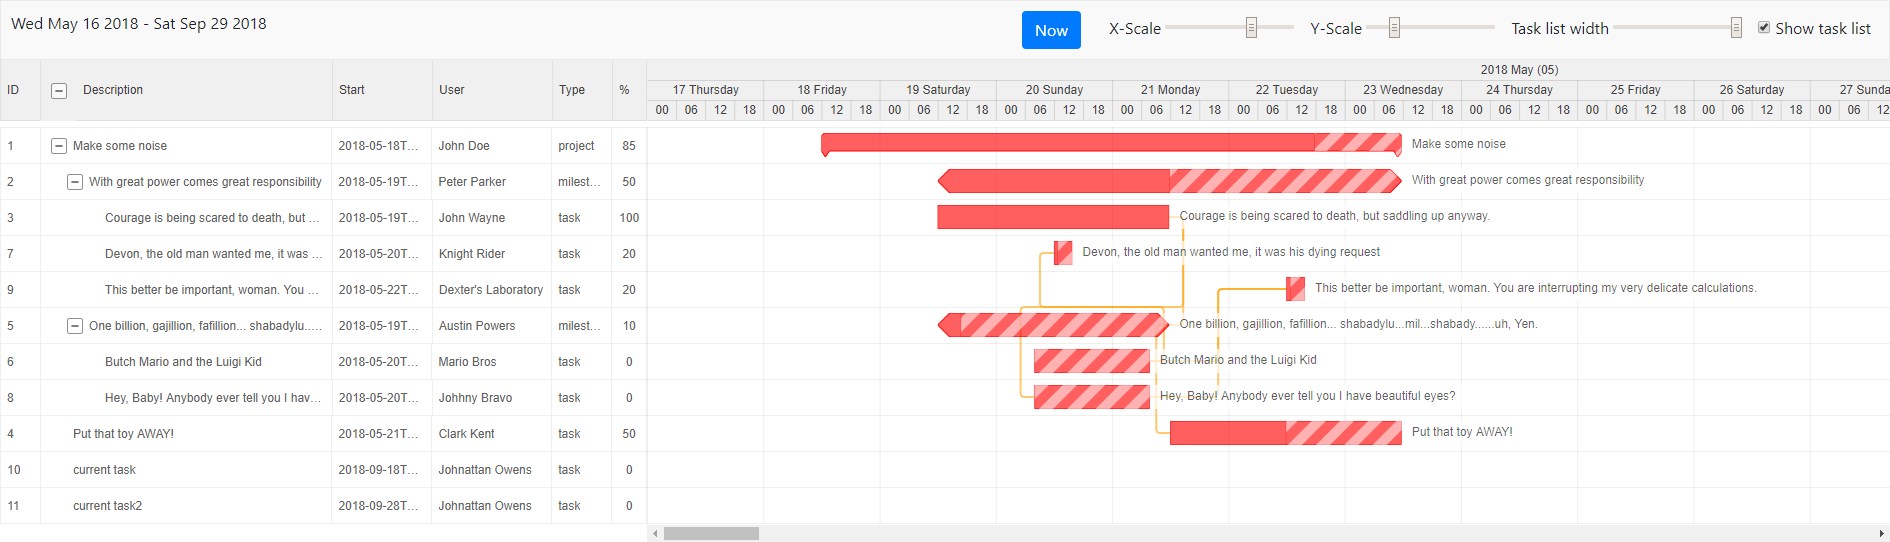 Wed May 16 2018 - Sat Sep 29 2018
Now X-Scale Y-Scale Task list width Show task list
ID Description Start User Type %
2018 May (05)
17 Thursday 18 Friday 19 Saturday 20 Sunday 21 Monday 22 Tuesday 23 Wednesday 24 Thursday 25 Friday 26 Saturday 27 Sunda
00 06 12 18 00 06 12 18 00 06 12 18 00 06 12 18 00 06 12 18 00 06 12 18 00 06 12 18 00 06 12 18 00 06 12 18 00 06 12 18 00 06 12
1 Make some noise 2018-05-18T... John Doe project 85 Make some noise
2 With great power comes great responsibility 2018-05-19T... Peter Parker milest... 50 With great power comes great responsibility
3 Courage is being scared to death, but ... 2018-05-19T... John Wayne task 100 Courage is being scared to death, but saddling up anyway.
7 Devon, the old man wanted me, it was ... 2018-05-20T... Knight Rider task 20 Devon, the old man wanted me, it was his dying request
9 This better be important, woman. You ... 2018-05-22T... Dexter's Laboratory task 20 This better be important, woman. You are interrupting my very delicate calculations.
5 One billion, gajillion, fafillion... shabadylu...... 2018-05-19T... Austin Powers milest... 10 One billion, gajillion, fafillion... shabadylu...mil...shabady......uh, Yen.
6 Butch Mario and the Luigi Kid 2018-05-20T... Mario Bros task 0 Butch Mario and the Luigi Kid
8 Hey, Baby! Anybody ever tell you I hav... 2018-05-20T... Johhny Bravo task 0 Hey, Baby! Anybody ever tell you I have beautiful eyes?
4 Put that toy AWAY! 2018-05-21T... Clark Kent task 50 Put that toy AWAY!
10 current task 2018-09-18T... Johnattan Owens task 0
11 current task2 2018-09-28T... Johnattan Owens task 0